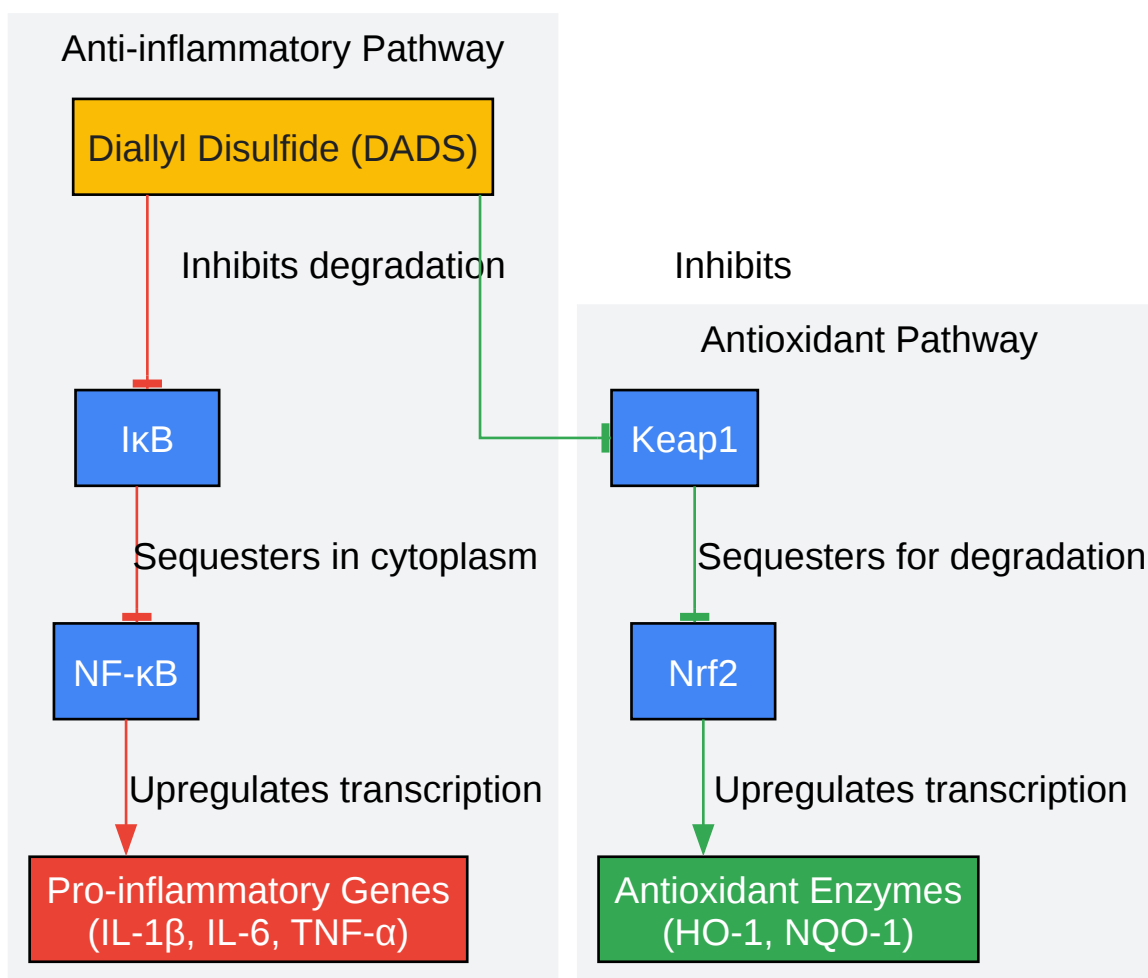 Anti-inflammatory Pathway
Diallyl Disulfide (DADS)
Inhibits degradation
Inhibits
Antioxidant Pathway
IκB
Keap1
Sequesters in cytoplasm
Sequesters for degradation
NF-κB
Nrf2
Upregulates transcription
Upregulates transcription
Pro-inflammatory Genes
(IL-1β, IL-6, TNF-α)
Antioxidant Enzymes
(HO-1, NQO-1)